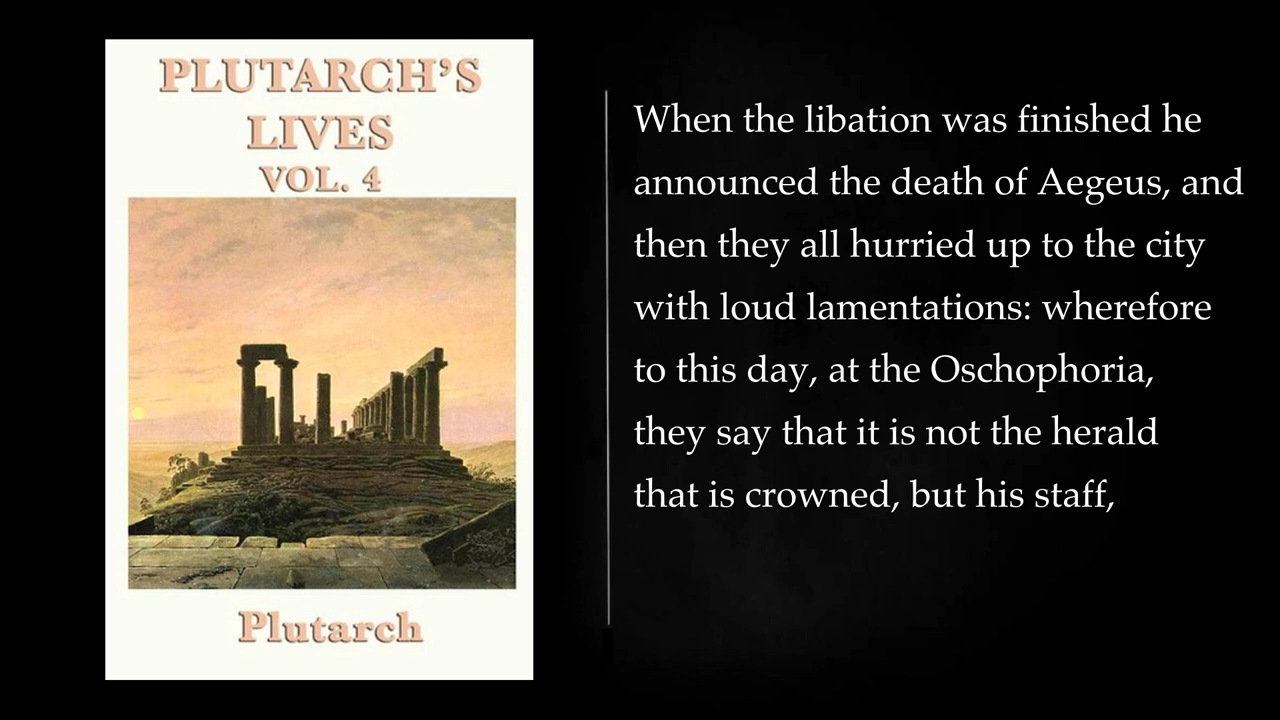 PLUTARCH'S
LIVES
VOL. 4
Plutarch
When the libation was finished he
announced the death of Aegeus, and
then they all hurried up to the city
with loud lamentations: wherefore
to this day, at the Oschophoria,
they say that it is not the herald
that is crowned, but his staff,